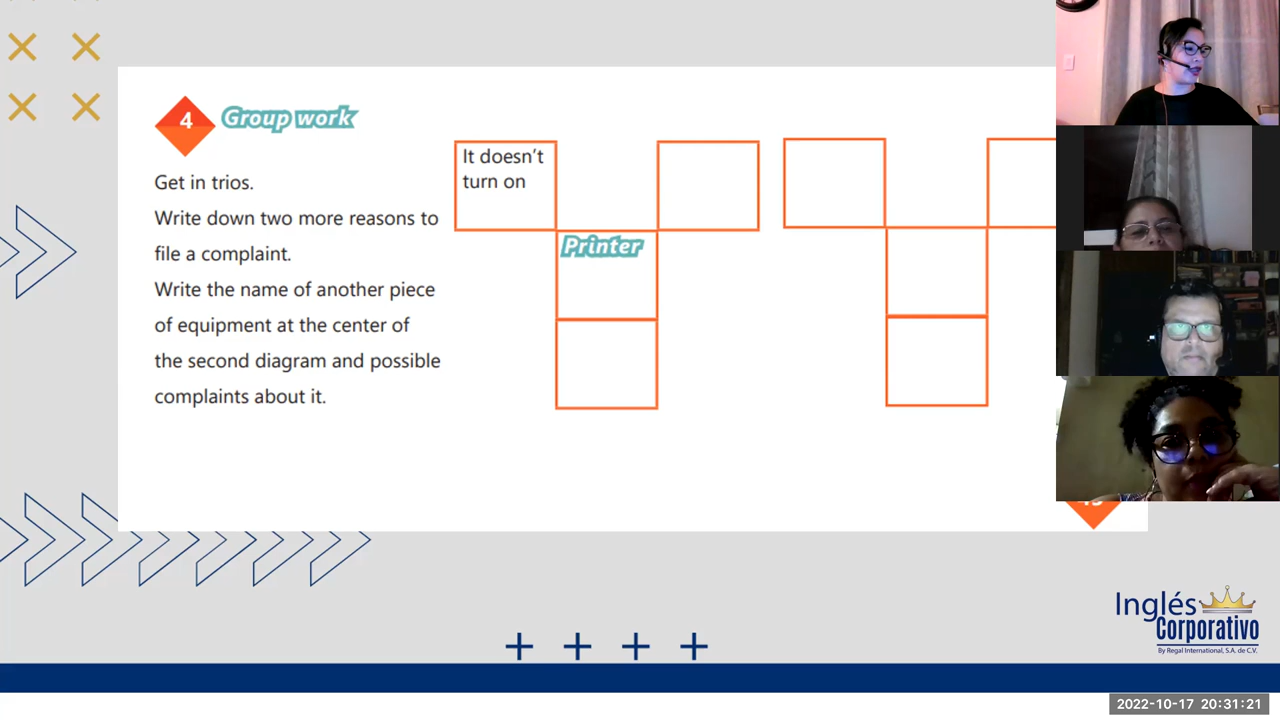 4
Group work
Get in trios.
Write down two more reasons to
file a complaint.
Write the name of another piece
of equipment at the center of
the second diagram and possible
complaints about it.
It doesn't
turn on
Printer
Inglés
Corporativo
By Regal International, S.A. de C.V.
2022-10-17 20:31:21